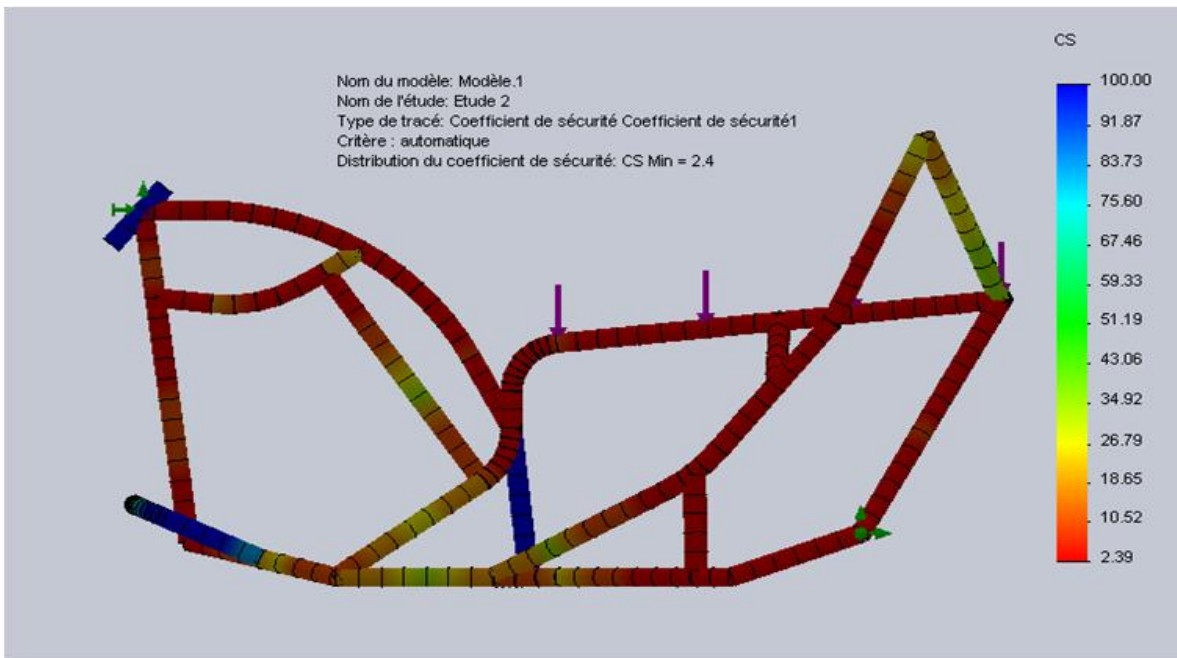 CS
Nom du modèle: Modèle.1
Nom de l'étude: Etude 2
Type de tracé: Coefficient de sécurité Coefficient de sécurité1
Critère : automatique
Distribution du coefficient de sécurité: CS Min = 2.4
100.00
91.87
83.73
75.60
67.46
59.33
51.19
43.06
34.92
26.79
18.65
10.52
2.39